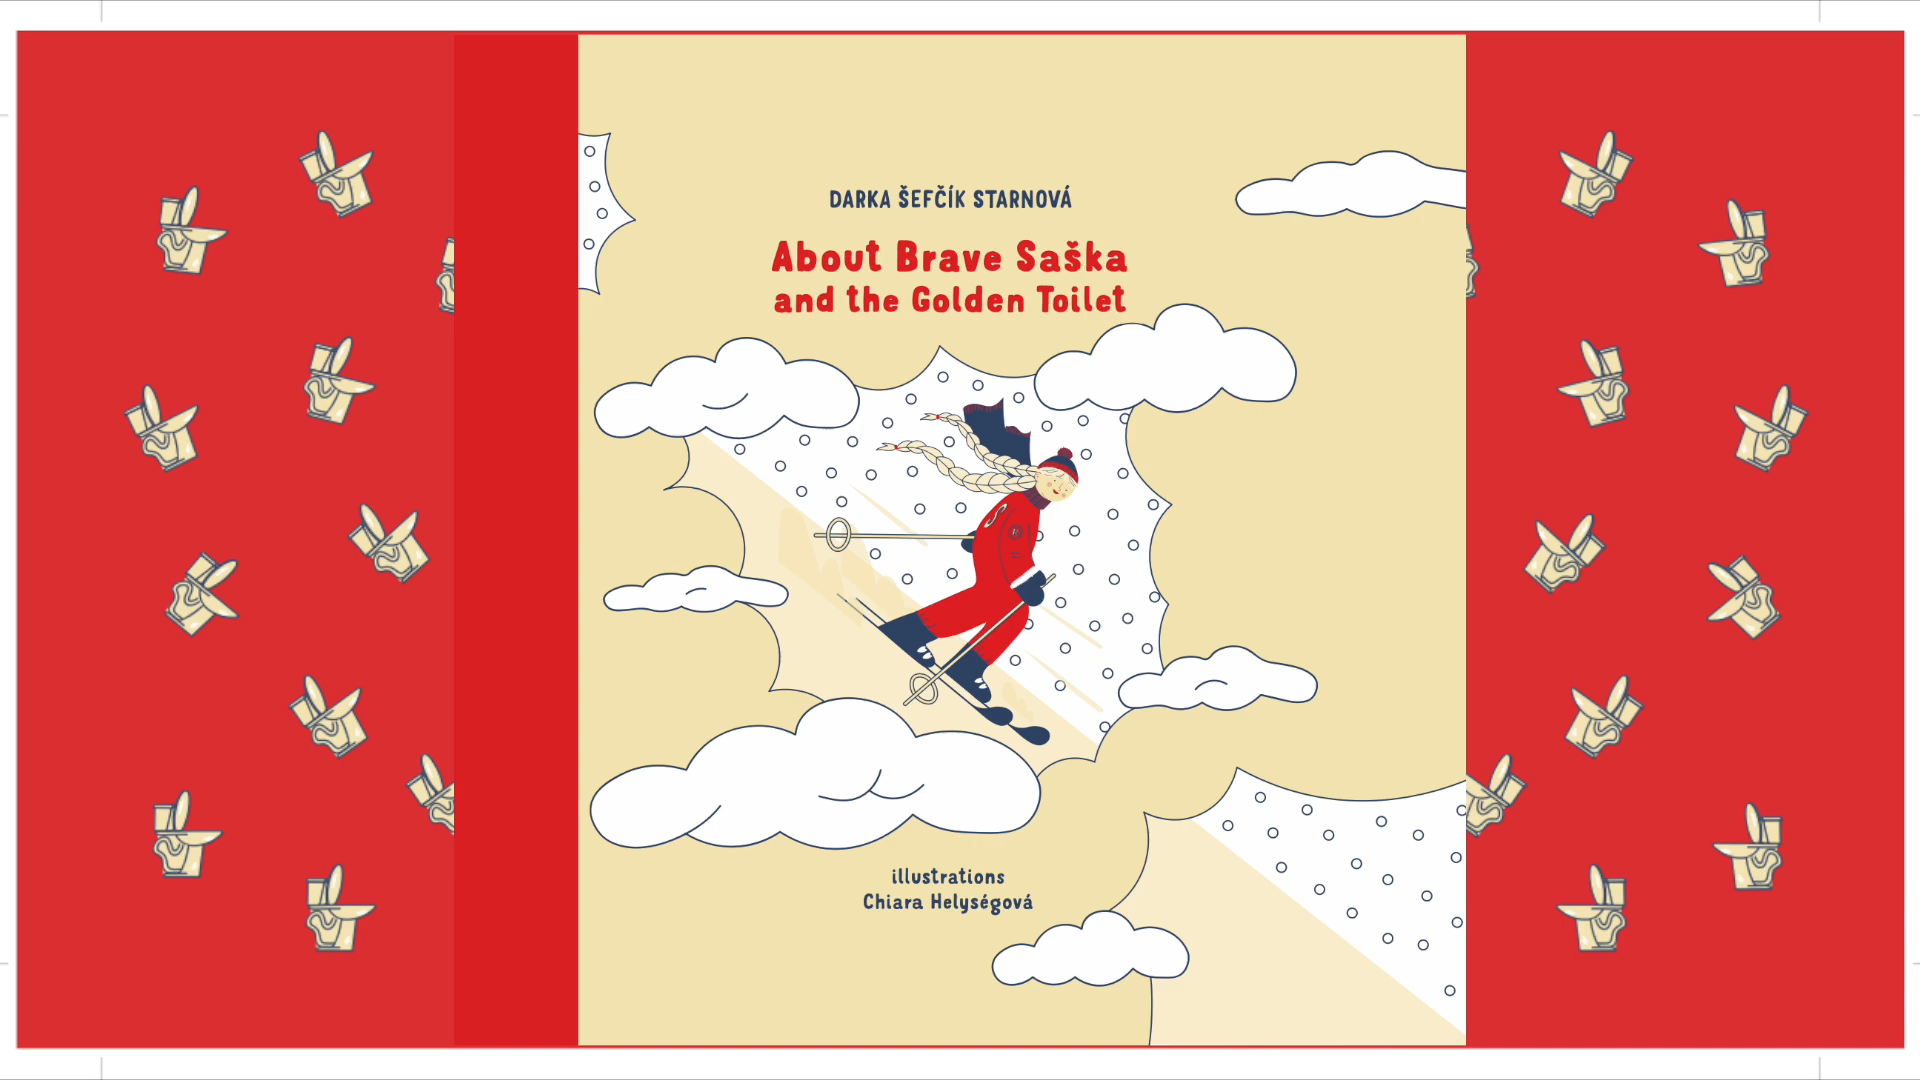 DARKA ŠEFČÍK STARNOVÁ
About Brave Saška
and the Golden Toilet
illustrations
Chiara Helységová